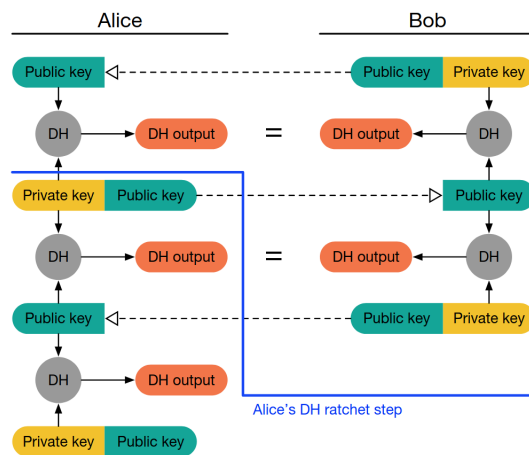 Alice Bob
Public key Public key Private key
DH DH output = DH output DH
Private key Public key Public key
DH DH output = DH output DH
Public key Public key Private key
DH DH output
Alice's DH ratchet step
Private key Public key